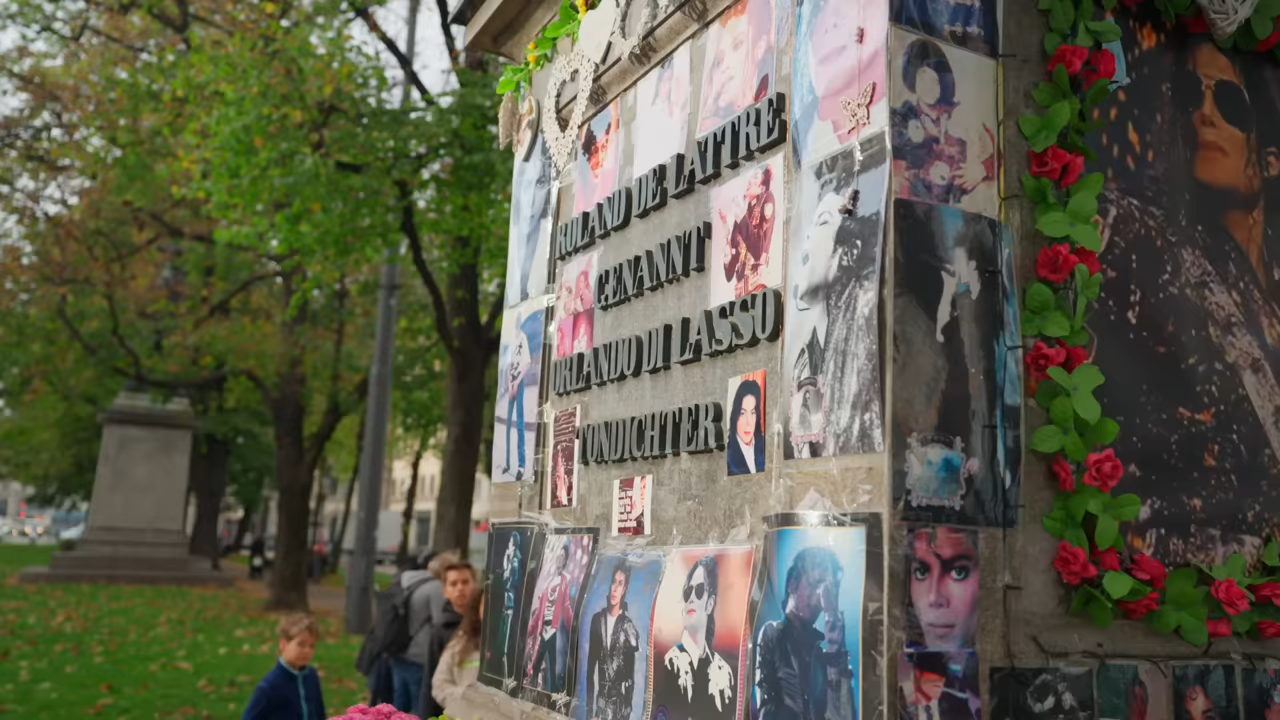 ROLAND DE LATTRE
GENANNT
ORLANDO DI LASSO
TONDICHTER